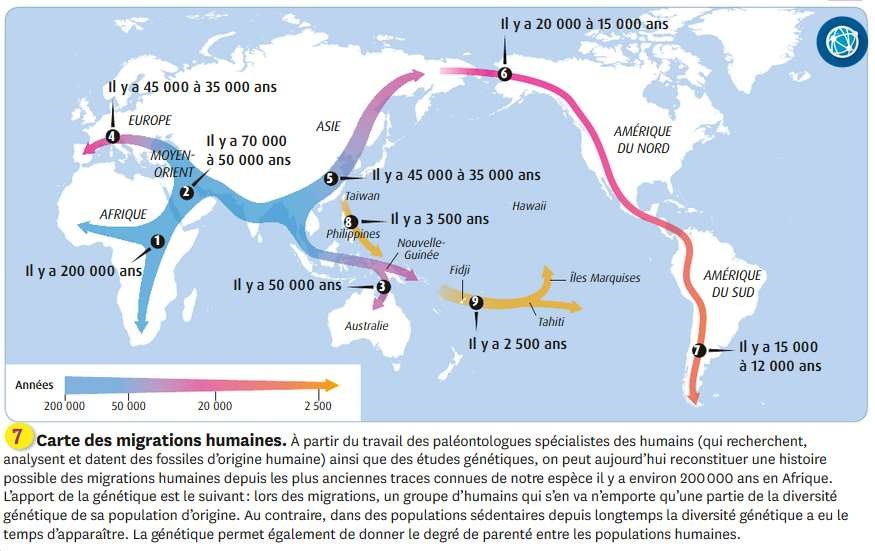 Il y a 20 000 à 15 000 ans
6
Il y a 45 000 à 35 000 ans
EUROPE
4
ASIE
AMÉRIQUE
DU NORD
MOYEN-
ORIENT
Il y a 70 000
à 50 000 ans
2
5
Il y a 45 000 à 35 000 ans
Taiwan
Hawaii
AFRIQUE
8
Il y a 3 500 ans
Philippines
1
Nouvelle-
Guinée
Il y a 200 000 ans
Fidji
Îles Marquises
AMÉRIQUE
DU SUD
Il y a 50 000 ans
3
9
Tahiti
Australie
Il y a 2 500 ans
7
Il y a 15 000
à 12 000 ans
Années
200 000 50 000 20 000 2 500
7 Carte des migrations humaines. À partir du travail des paléontologues spécialistes des humains (qui recherchent,
analysent et datent des fossiles d'origine humaine) ainsi que des études génétiques, on peut aujourd'hui reconstituer une histoire
possible des migrations humaines depuis les plus anciennes traces connues de notre espèce il y a environ 200 000 ans en Afrique.
L'apport de la génétique est le suivant : lors des migrations, un groupe d'humains qui s'en va n'emporte qu'une partie de la diversité
génétique de sa population d'origine. Au contraire, dans des populations sédentaires depuis longtemps la diversité génétique a eu le
temps d'apparaître. La génétique permet également de donner le degré de parenté entre les populations humaines.